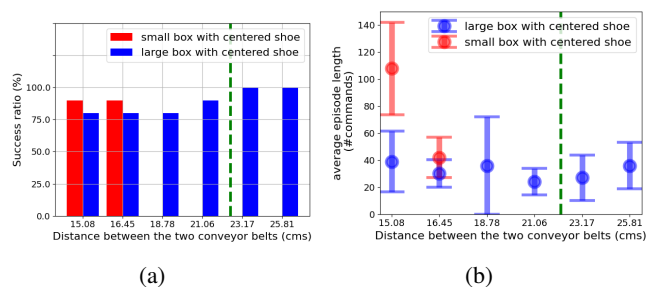 small box with centered shoe
large box with centered shoe
100.0
75.0
50.0
25.0
0.0
Success ratio (%)
15.08 16.45 18.78 21.06 23.17 25.81
Distance between the two conveyor belts (cms)
(a)
large box with centered shoe
small box with centered shoe
140
120
100
80
60
40
20
0
average episode length
(#commands)
15.08 16.45 18.78 21.06 23.17 25.81
Distance between the two conveyor belts (cms)
(b)